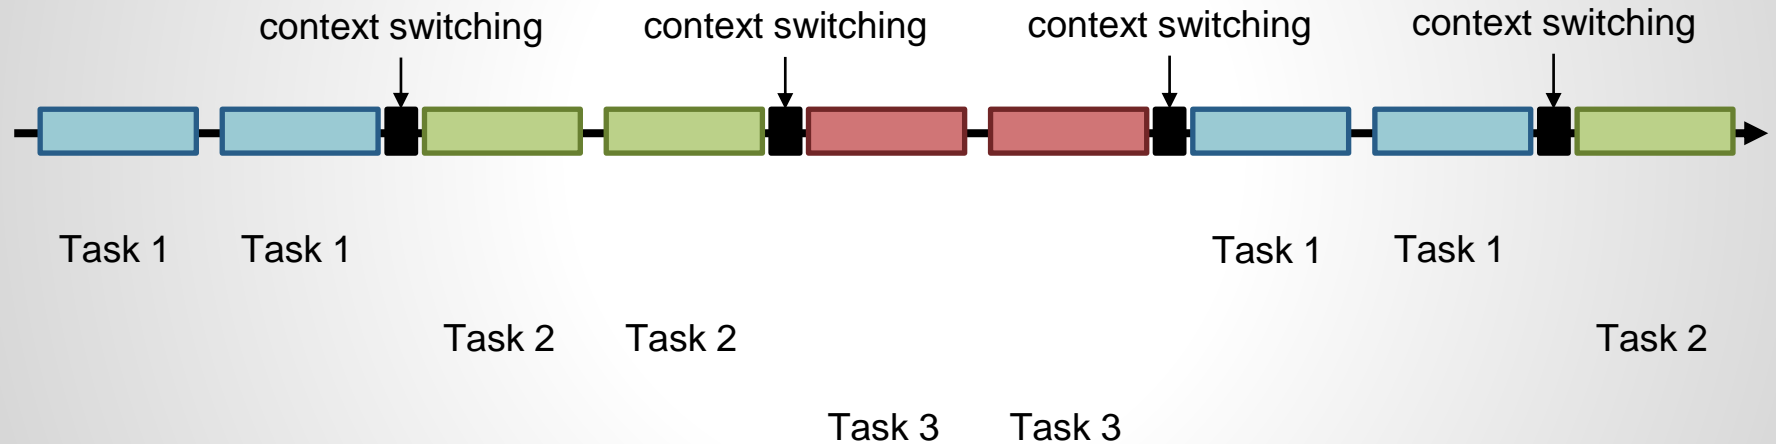 context switching context switching context switching context switching
Task 1 Task 1 Task 1 Task 1
Task 2 Task 2 Task 2
Task 3 Task 3